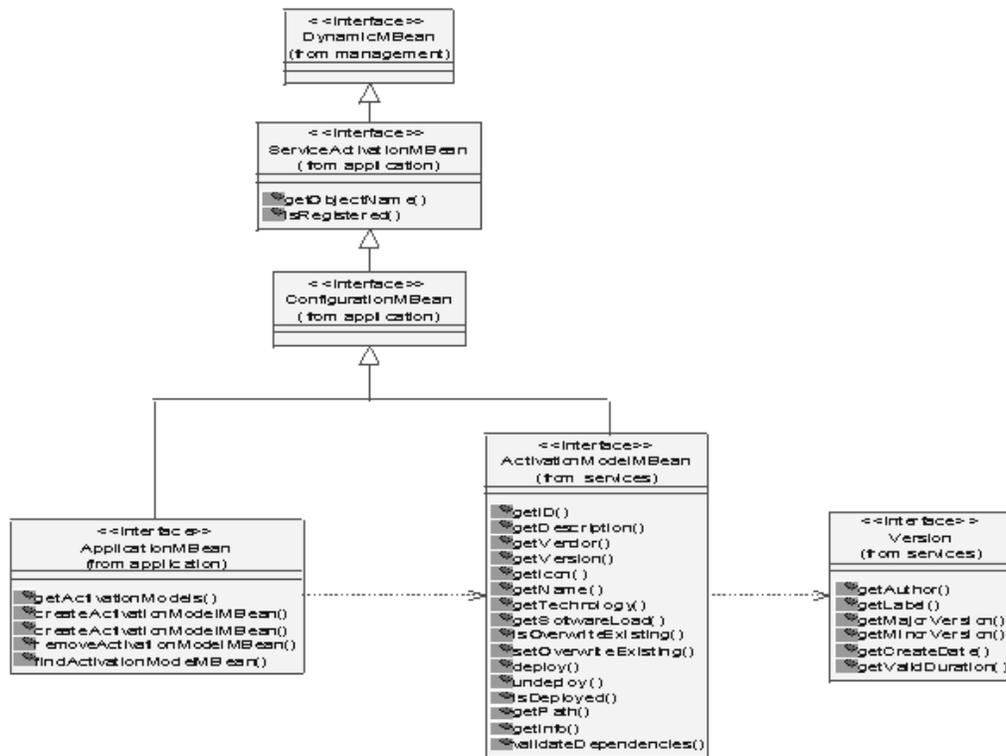 <<Interface>>
DynamicMBean
(from management)
<<Interface>>
ServiceActivationMBean
(from application)
getObjectName()
isRegistered()
<<Interface>>
ConfigurationMBean
(from application)
<<Interface>>
ApplicationMBean
(from application)
getActivationModels()
createActivationModelMBean()
createActivationModelMBean()
removeActivationModelMBean()
findActivationModelMBean()
<<Interface>>
ActivationModelMBean
(from services)
getID()
getDescription()
getVendor()
getVersion()
getIcon()
getName()
getTechnology()
getSoftwareLoad()
isOverwriteExisting()
setOverwriteExisting()
deploy()
undeploy()
isDeployed()
getPath()
getInfo()
validateDependencies()
<<Interface>>
Version
(from services)
getAuthor()
getLabel()
getMajorVersion()
getMinorVersion()
getCreateDate()
getValidDuration()